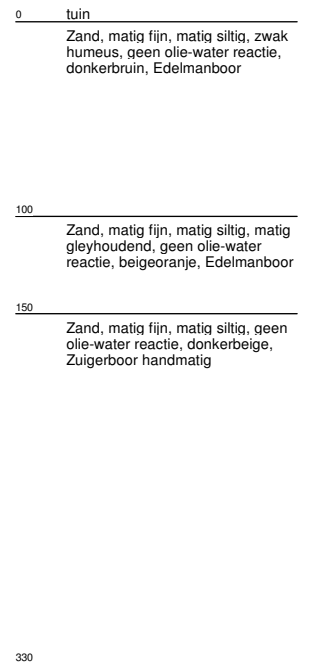 0 tuin
Zand, matig fijn, matig siltig, zwak
humeus, geen olie-water reactie,
donkerbruin, Edelmanboor
100
Zand, matig fijn, matig siltig, matig
gleyhoudend, geen olie-water
reactie, beigeoranje, Edelmanboor
150
Zand, matig fijn, matig siltig, geen
olie-water reactie, donkerbeige,
Zuigerboor handmatig
330